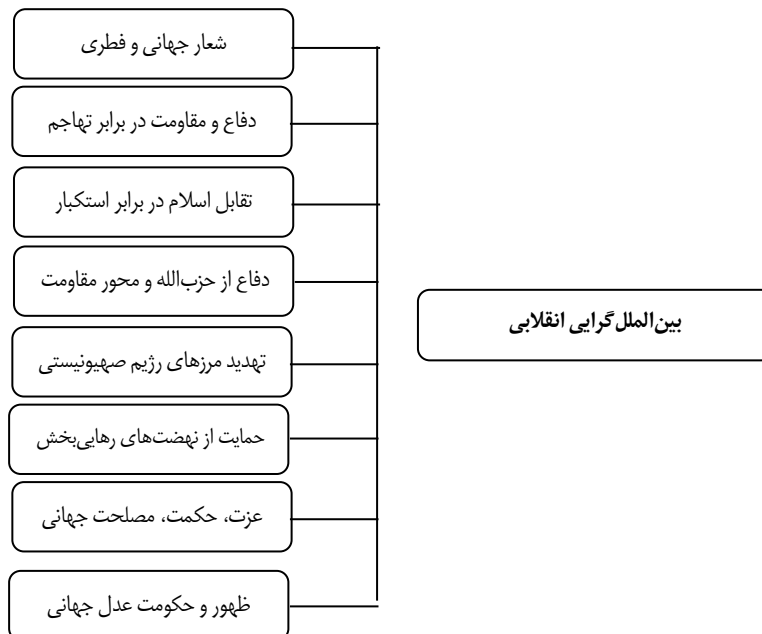 بین‌الملل‌گرایی انقلابی
شعار جهانی و فطری
دفاع و مقاومت در برابر تهاجم
تقابل اسلام در برابر استکبار
دفاع از حزب‌الله و محور مقاومت
تهدید مرزهای رژیم صهیونیستی
حمایت از نهضت‌های رهایی‌بخش
عزت، حکمت، مصلحت جهانی
ظهور و حکومت عدل جهانی